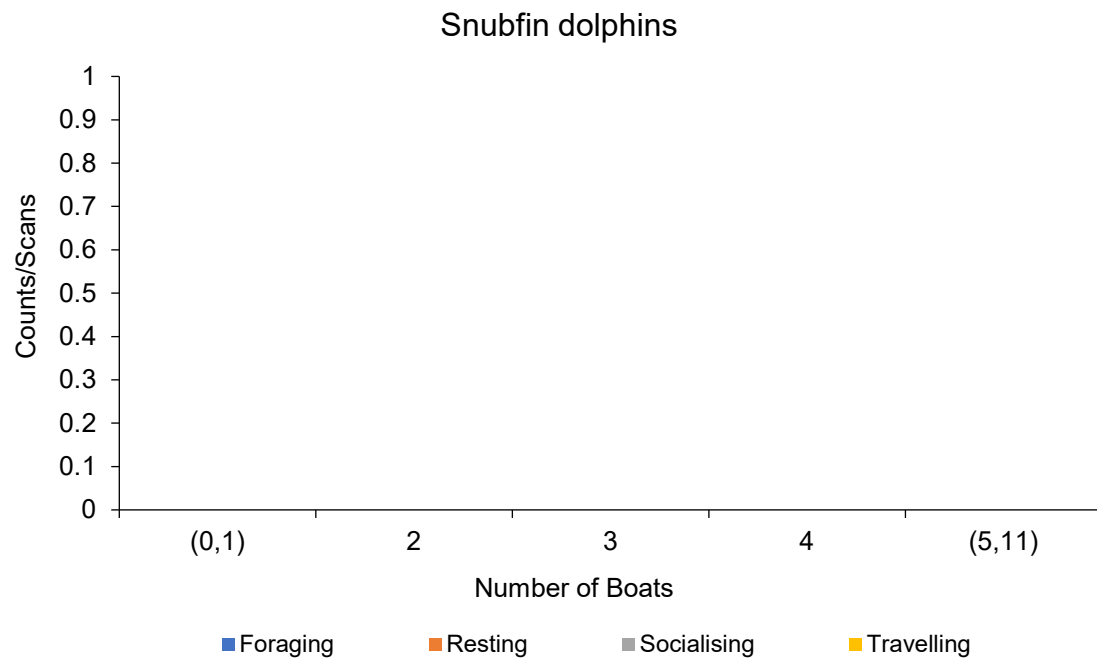 Snubfin dolphins
Counts/Scans
1
0.9
0.8
0.7
0.6
0.5
0.4
0.3
0.2
0.1
0
(0,1) 2 3 4 (5,11)
Number of Boats
Foraging Resting Socialising Travelling